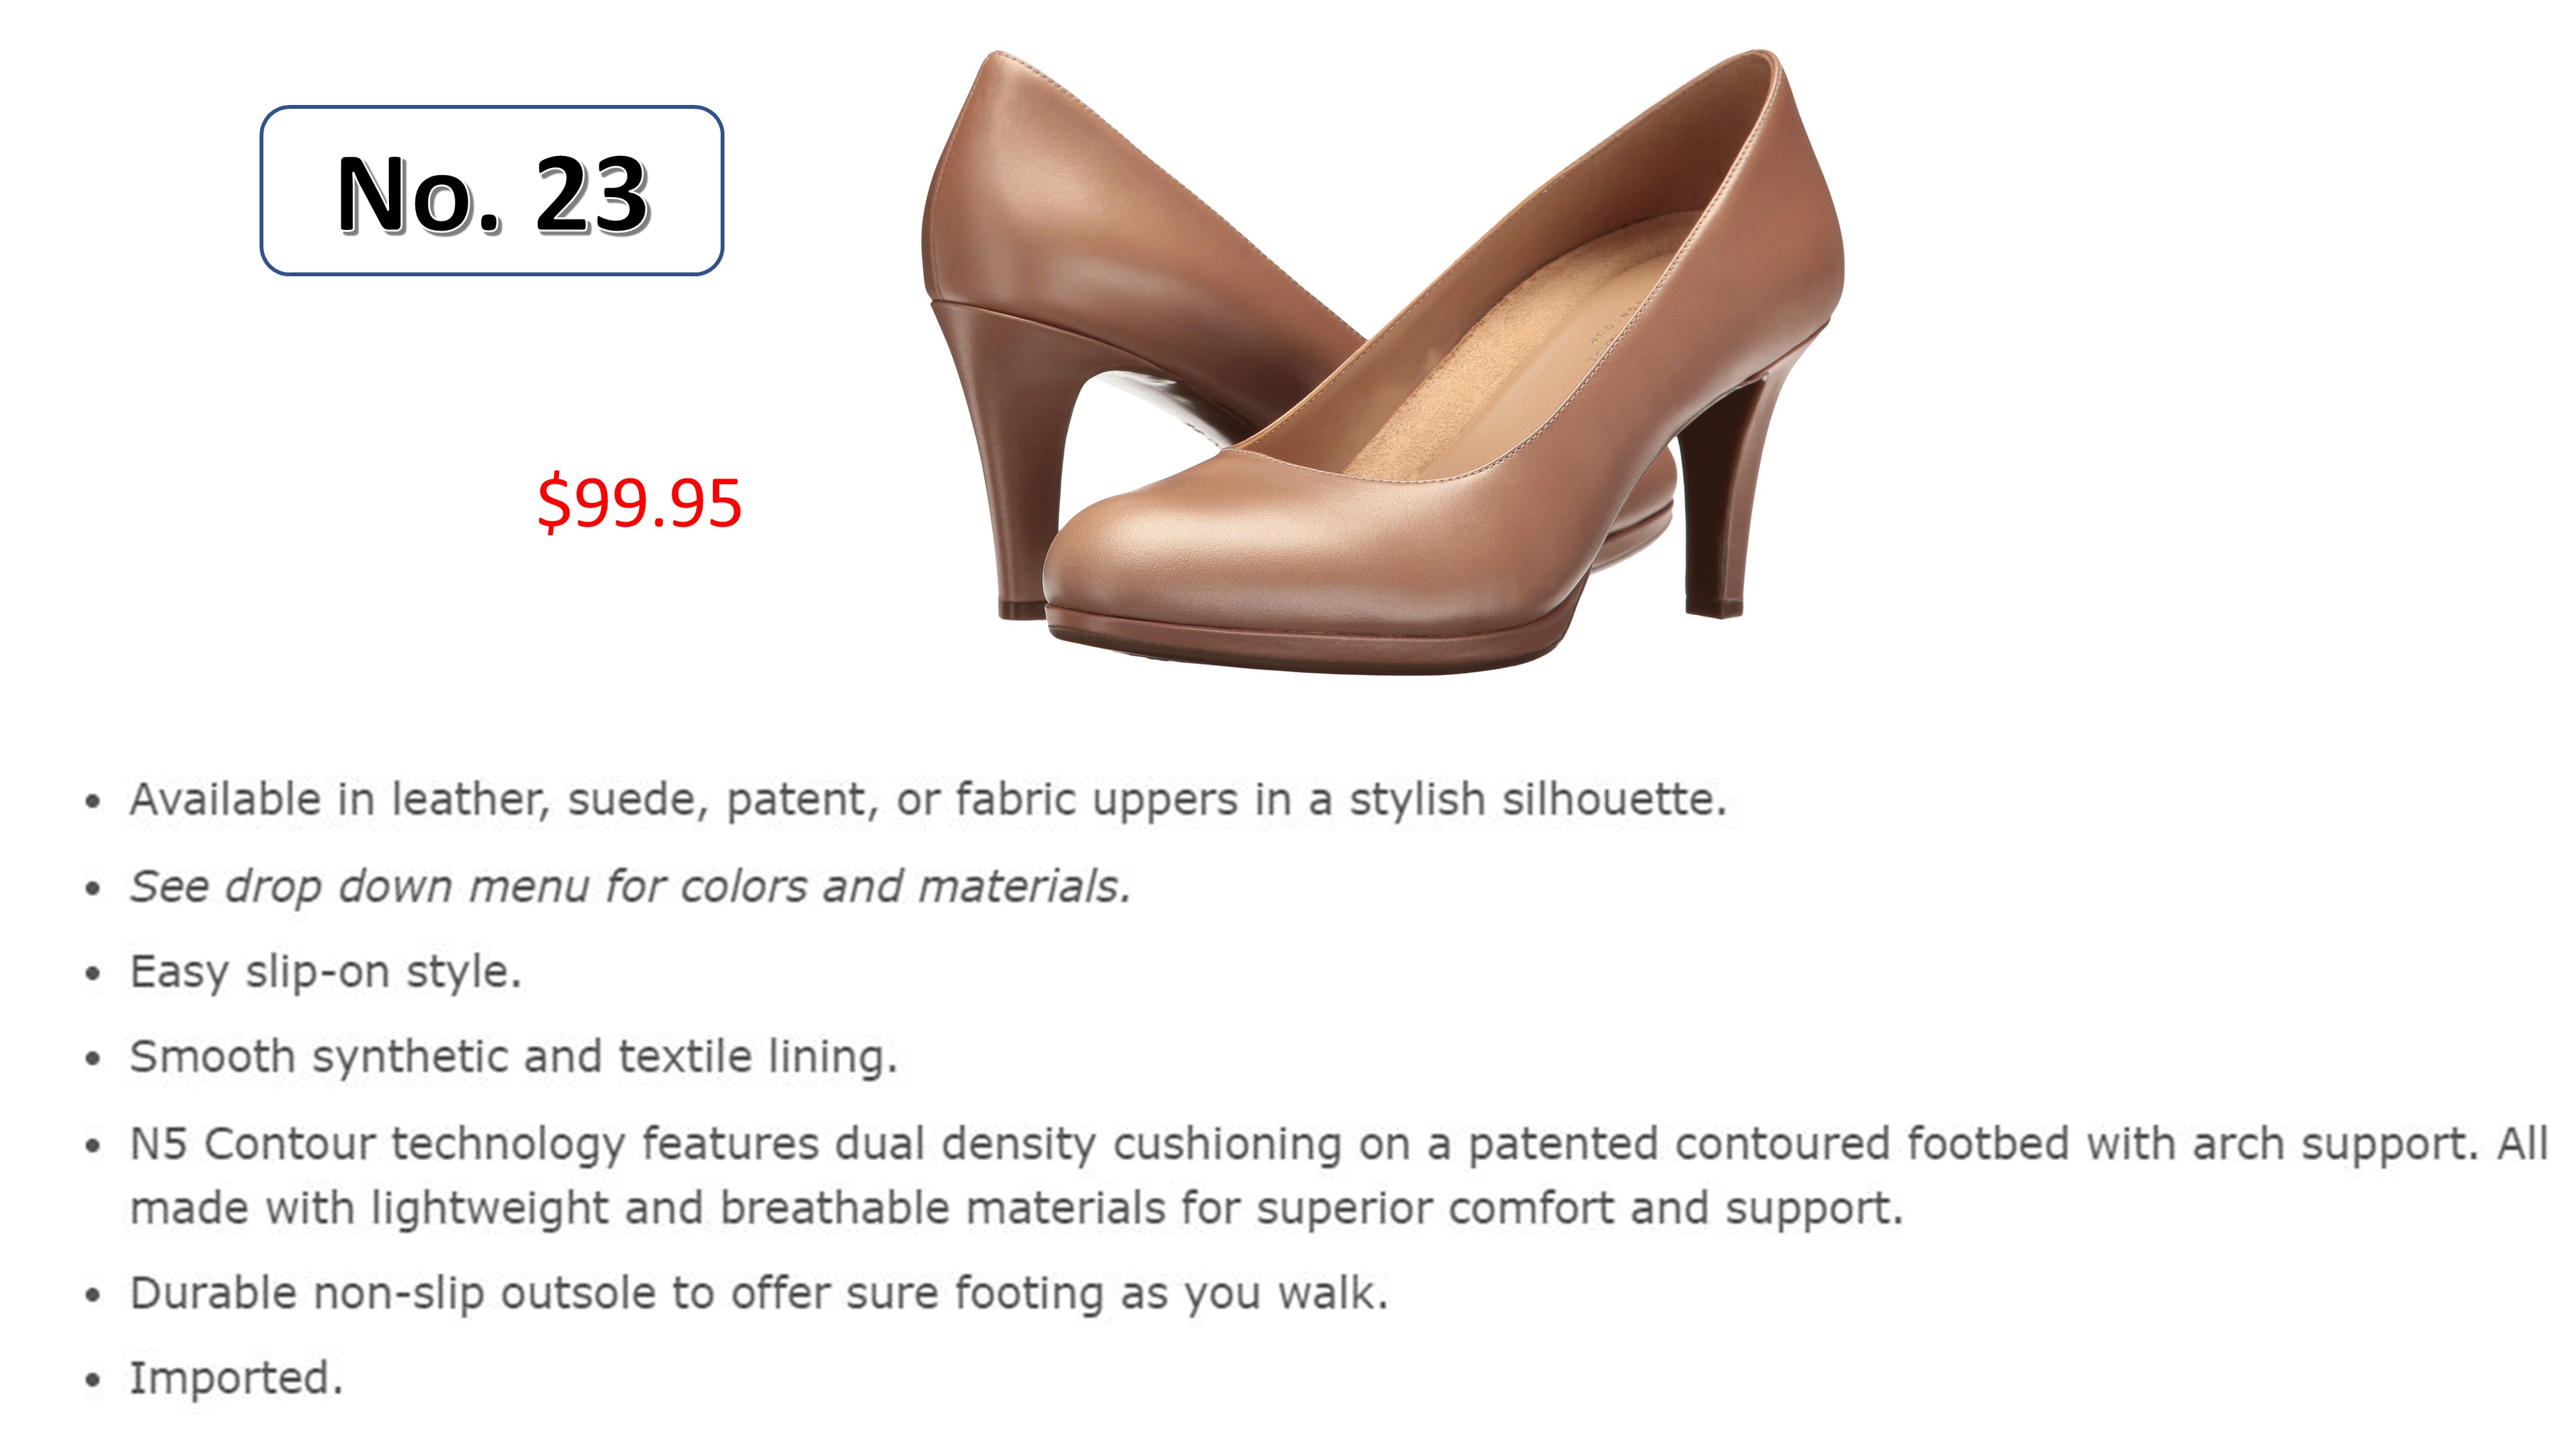 No. 23
$99.95
• Available in leather, suede, patent, or fabric uppers in a stylish silhouette.
• See drop down menu for colors and materials.
• Easy slip-on style.
• Smooth synthetic and textile lining.
• N5 Contour technology features dual density cushioning on a patented contoured footbed with arch support. All
made with lightweight and breathable materials for superior comfort and support.
• Durable non-slip outsole to offer sure footing as you walk.
• Imported.